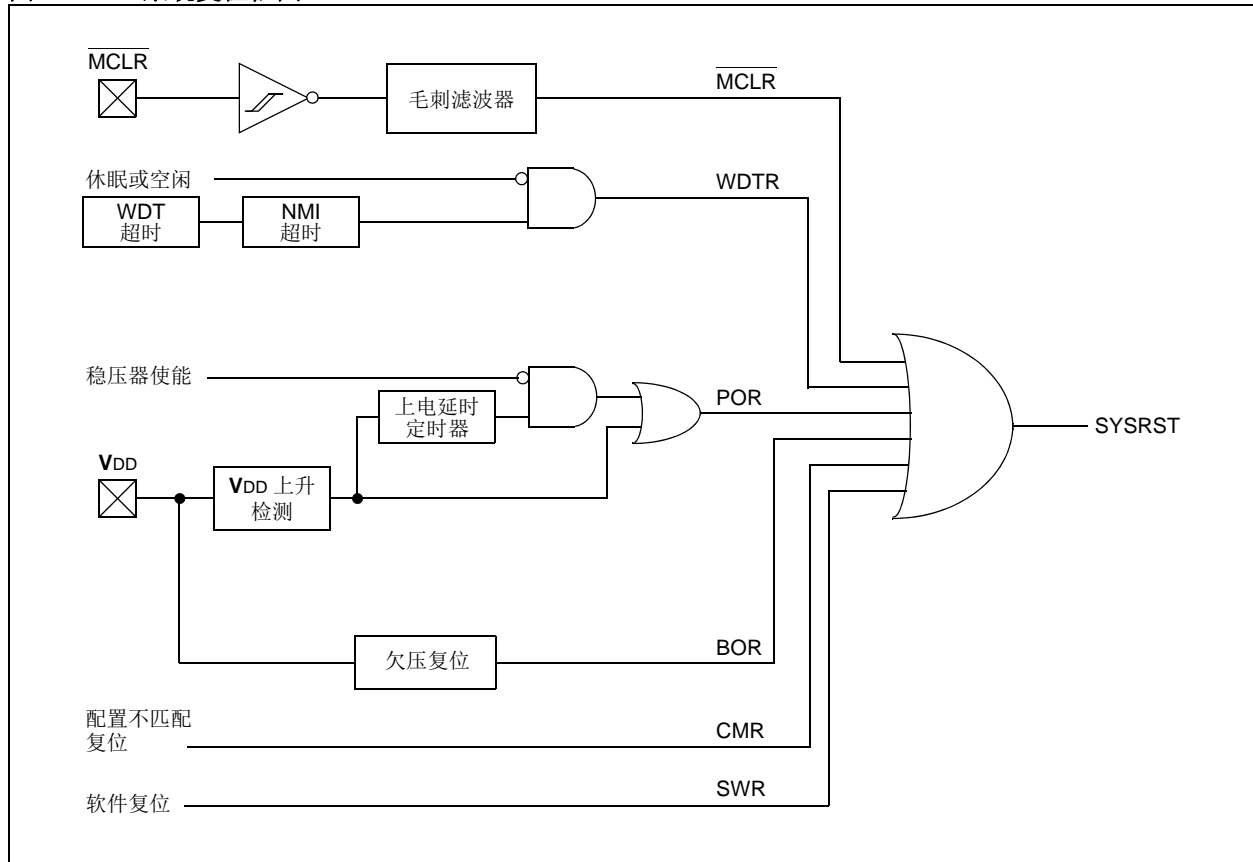 MCLR
毛刺滤波器
MCLR
休眠或空闲
WDT
超时
NMI
超时
WDTR
稳压器使能
上电延时
定时器
POR
SYSRST
VDD
VDD 上升
检测
欠压复位
BOR
配置不匹配
复位
CMR
软件复位
SWR